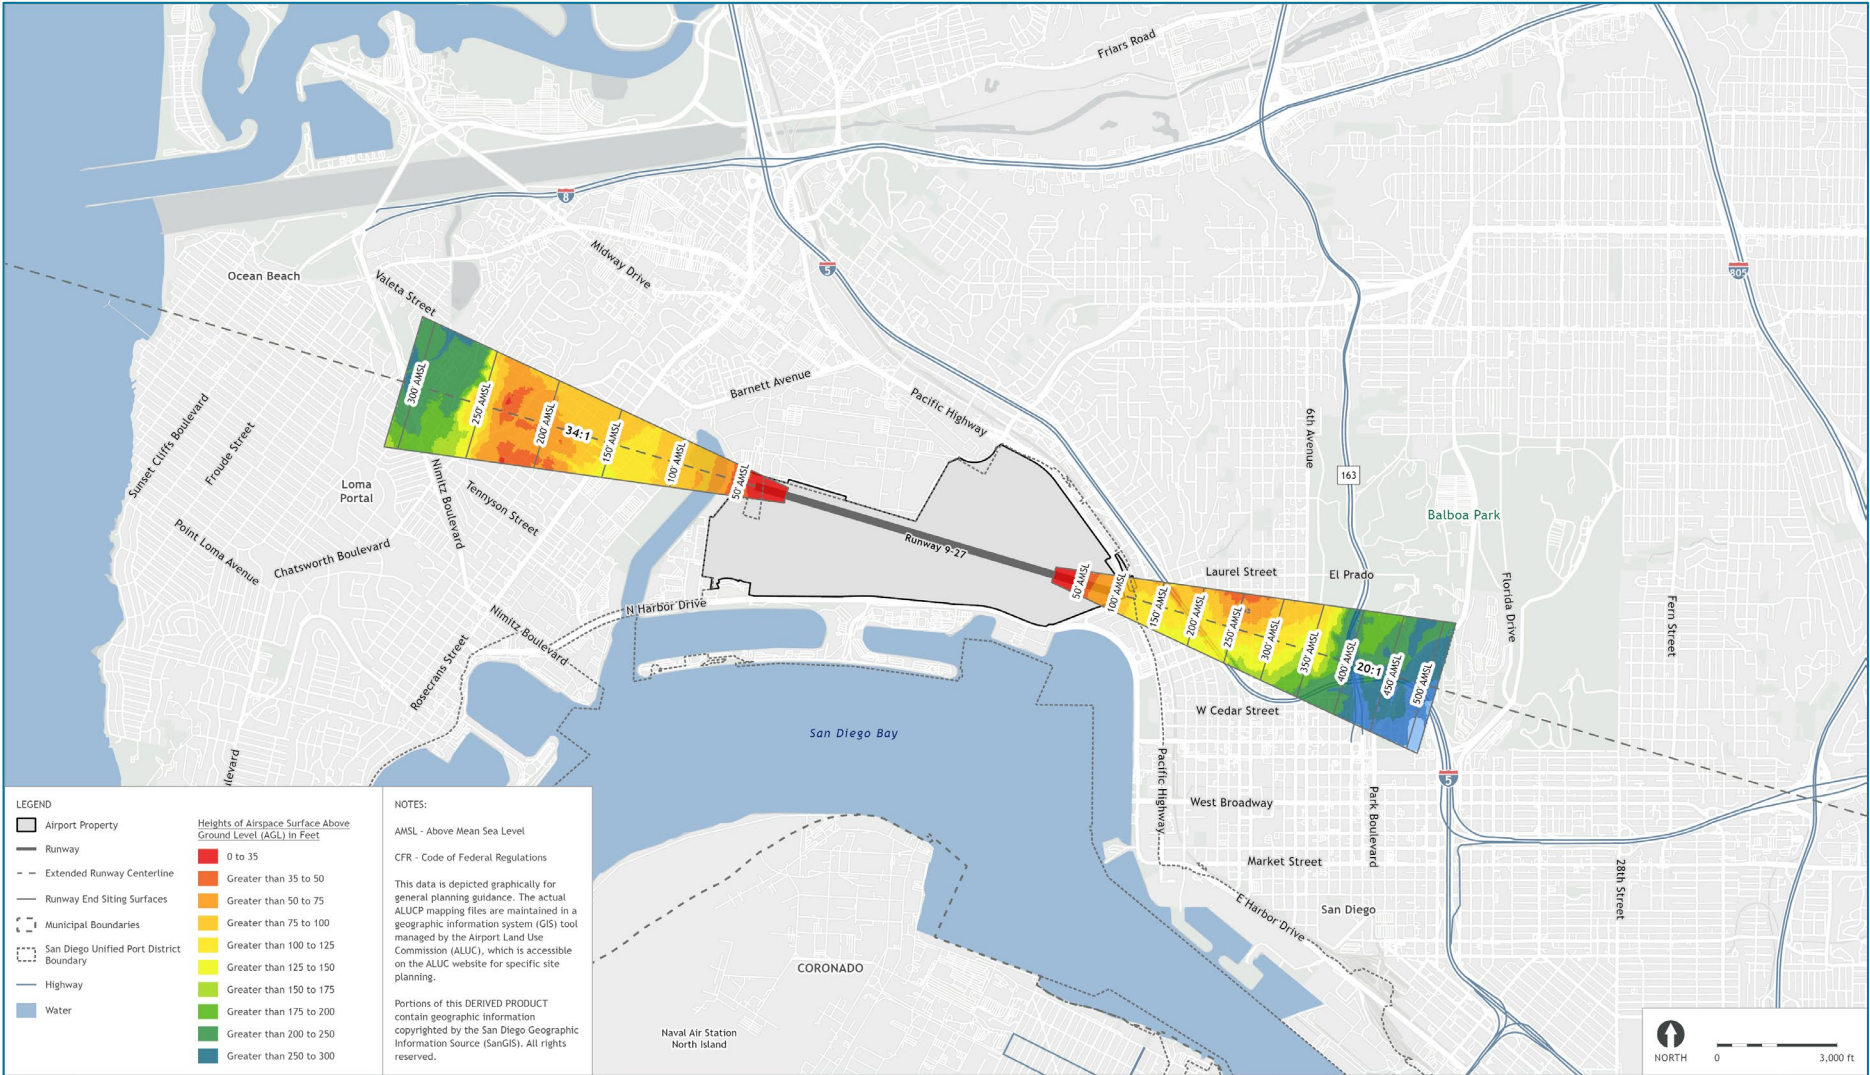 Friars Road
8
Midway Drive
5
805
Ocean Beach
Valeta Street
Barnett Avenue
Pacific Highway
6th Avenue
163
Balboa Park
300' AMSL
250' AMSL
200' AMSL
34:1
150' AMSL
100' AMSL
50' AMSL
Sunset Cliffs Boulevard
Froude Street
Loma
Portal
Nimitz Boulevard
Tennyson Street
Point Loma Avenue
Chatsworth Boulevard
Runway 9-27
50' AMSL
100' AMSL
150' AMSL
200' AMSL
250' AMSL
300' AMSL
350' AMSL
400' AMSL
20:1
450' AMSL
500' AMSL
Laurel Street
El Prado
Florida Drive
Fern Street
N Harbor Drive
Nimitz Boulevard
Rosecrans Street
W Cedar Street
San Diego Bay
Pacific Highway
5
West Broadway
Park Boulevard
Market Street
28th Street
E Harbor Drive
San Diego
CORONADO
Naval Air Station
North Island
LEGEND
Airport Property
Runway
Extended Runway Centerline
Runway End Siting Surfaces
Municipal Boundaries
San Diego Unified Port District
Boundary
Highway
Water
Heights of Airspace Surface Above
Ground Level (AGL) in Feet
0 to 35
Greater than 35 to 50
Greater than 50 to 75
Greater than 75 to 100
Greater than 100 to 125
Greater than 125 to 150
Greater than 150 to 175
Greater than 175 to 200
Greater than 200 to 250
Greater than 250 to 300
NOTES:
AMSL - Above Mean Sea Level
CFR - Code of Federal Regulations
This data is depicted graphically for
general planning guidance. The actual
ALUCP mapping files are maintained in a
geographic information system (GIS) tool
managed by the Airport Land Use
Commission (ALUC), which is accessible
on the ALUC website for specific site
planning.
Portions of this DERIVED PRODUCT
contain geographic information
copyrighted by the San Diego Geographic
Information Source (SanGIS). All rights
reserved.
NORTH
0
3,000 ft